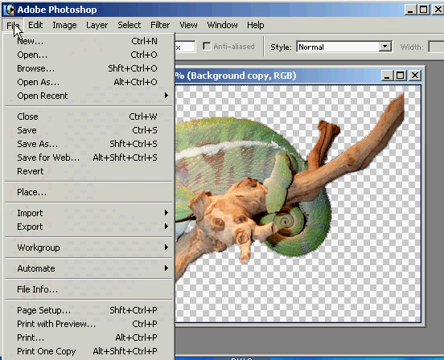 Adobe Photoshop
File Edit Image Layer Select Filter View Window Help
New... Ctrl+N
Open... Ctrl+O
Browse... Shft+Ctrl+O
Open As... Alt+Ctrl+O
Open Recent
Close Ctrl+W
Save Ctrl+S
Save As... Shft+Ctrl+S
Save for Web... Alt+Shft+Ctrl+S
Revert
Place...
Import
Export
Workgroup
Automate
File Info...
Page Setup... Shft+Ctrl+P
Print with Preview... Ctrl+P
Print... Alt+Ctrl+P
Print One Copy Alt+Shft+Ctrl+P
px Anti-aliased Style: Normal Width:
% (Background copy, RGB)